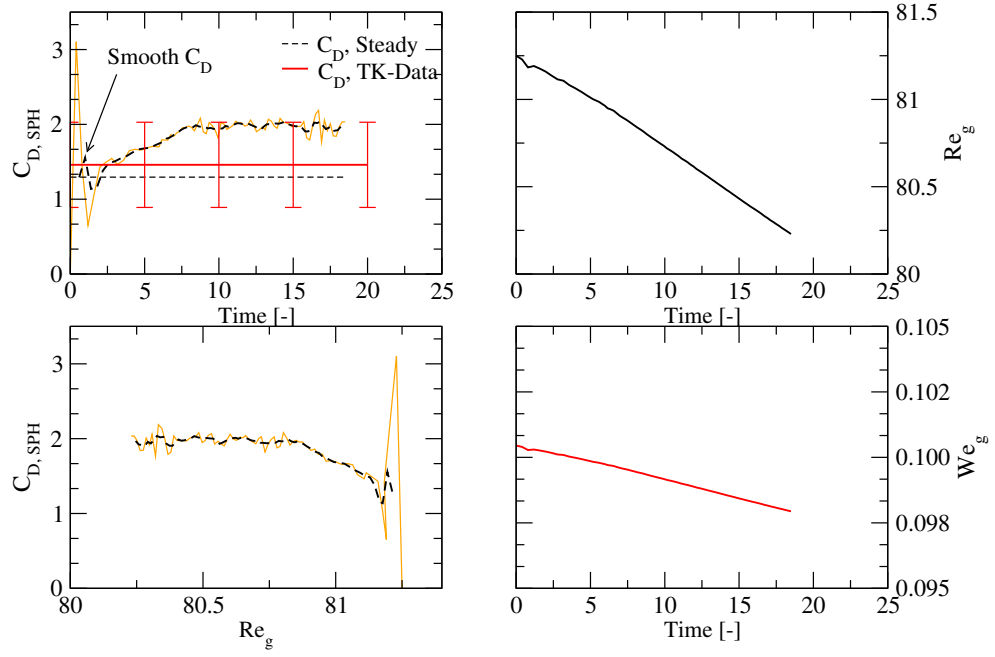 3
2
1
0
C_D, SPH
Smooth C_D
C_D, Steady
C_D, TK-Data
0 5 10 15 20 25
Time [-]
81.5
81
80.5
80
Re_g
0 5 10 15 20 25
Time [-]
3
2
1
0
C_D, SPH
80 80.5 81
Re_g
0.105
0.102
0.100
0.098
0.095
We_g
0 5 10 15 20 25
Time [-]